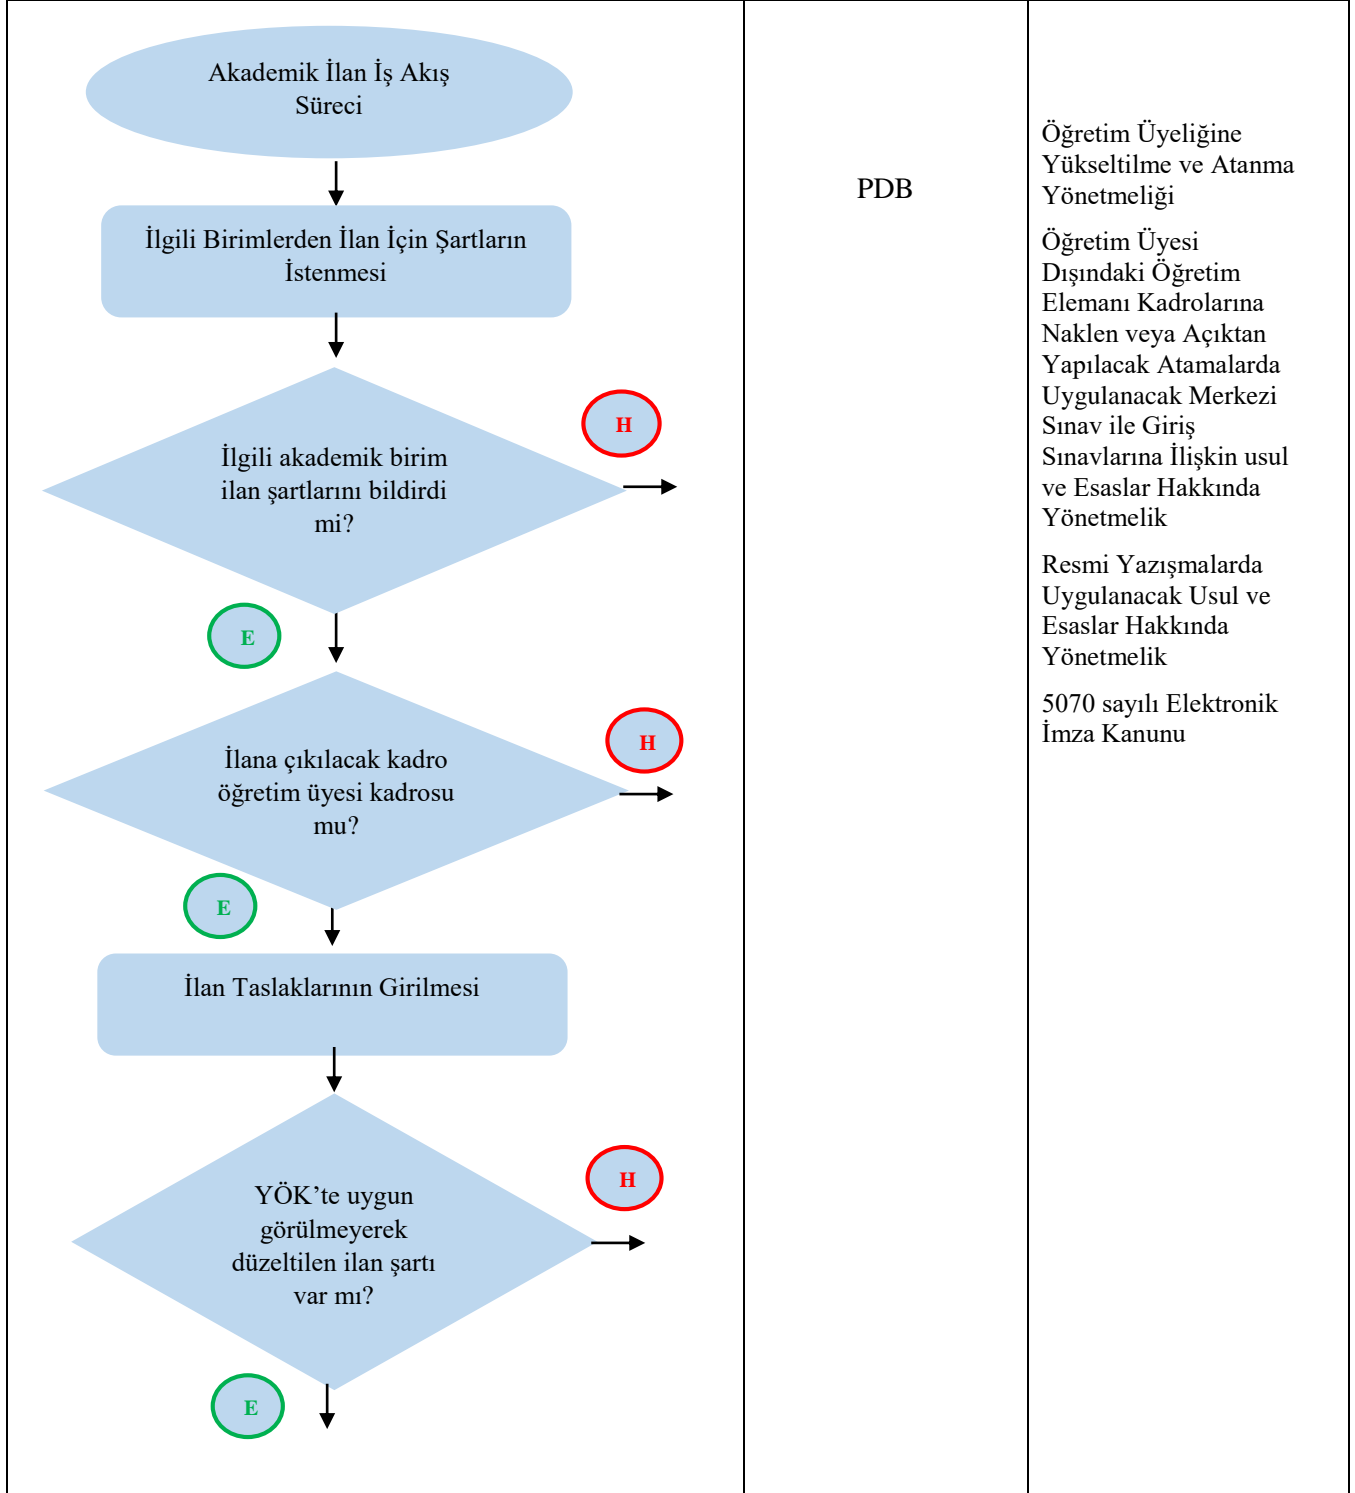 Akademik İlan İş Akış
Süreci
İlgili Birimlerden İlan İçin Şartların
İstenmesi
İlgili akademik birim
ilan şartlarını bildirdi
mi?
H
E
İlana çıkılacak kadro
öğretim üyesi kadrosu
mu?
H
E
İlan Taslaklarının Girilmesi
YÖK’te uygun
görülmeyerek
düzeltilen ilan şartı
var mı?
H
E
PDB
Öğretim Üyeliğine
Yükseltilme ve Atanma
Yönetmeliği
Öğretim Üyesi
Dışındaki Öğretim
Elemanı Kadrolarına
Naklen veya Açıktan
Yapılacak Atamalarda
Uygulanacak Merkezi
Sınav ile Giriş
Sınavlarına İlişkin usul
ve Esaslar Hakkında
Yönetmelik
Resmi Yazışmalarda
Uygulanacak Usul ve
Esaslar Hakkında
Yönetmelik
5070 sayılı Elektronik
İmza Kanunu